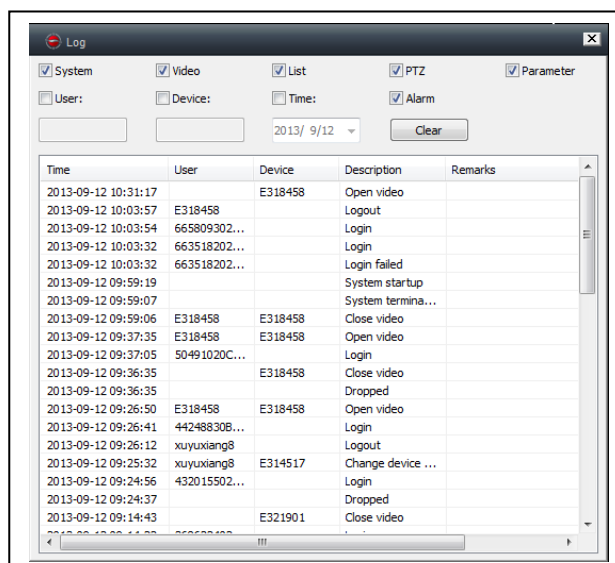 Log
System Video List PTZ Parameter
User: Device: Time: Alarm
2013/ 9/12 Clear
Time User Device Description Remarks
2013-09-12 10:31:17 E318458 Open video
2013-09-12 10:03:57 E318458 Logout
2013-09-12 10:03:54 665809302... Login
2013-09-12 10:03:32 663518202... Login
2013-09-12 10:03:32 663518202... Login failed
2013-09-12 09:59:19 System startup
2013-09-12 09:59:07 System termina...
2013-09-12 09:59:06 E318458 E318458 Close video
2013-09-12 09:37:35 E318458 E318458 Open video
2013-09-12 09:37:05 50491020C... Login
2013-09-12 09:36:35 E318458 Close video
2013-09-12 09:36:35 Dropped
2013-09-12 09:26:50 E318458 E318458 Open video
2013-09-12 09:26:41 44248830B... Login
2013-09-12 09:26:12 xuyuxiang8 Logout
2013-09-12 09:25:32 xuyuxiang8 E314517 Change device ...
2013-09-12 09:24:56 432015502... Login
2013-09-12 09:24:37 Dropped
2013-09-12 09:14:43 E321901 Close video